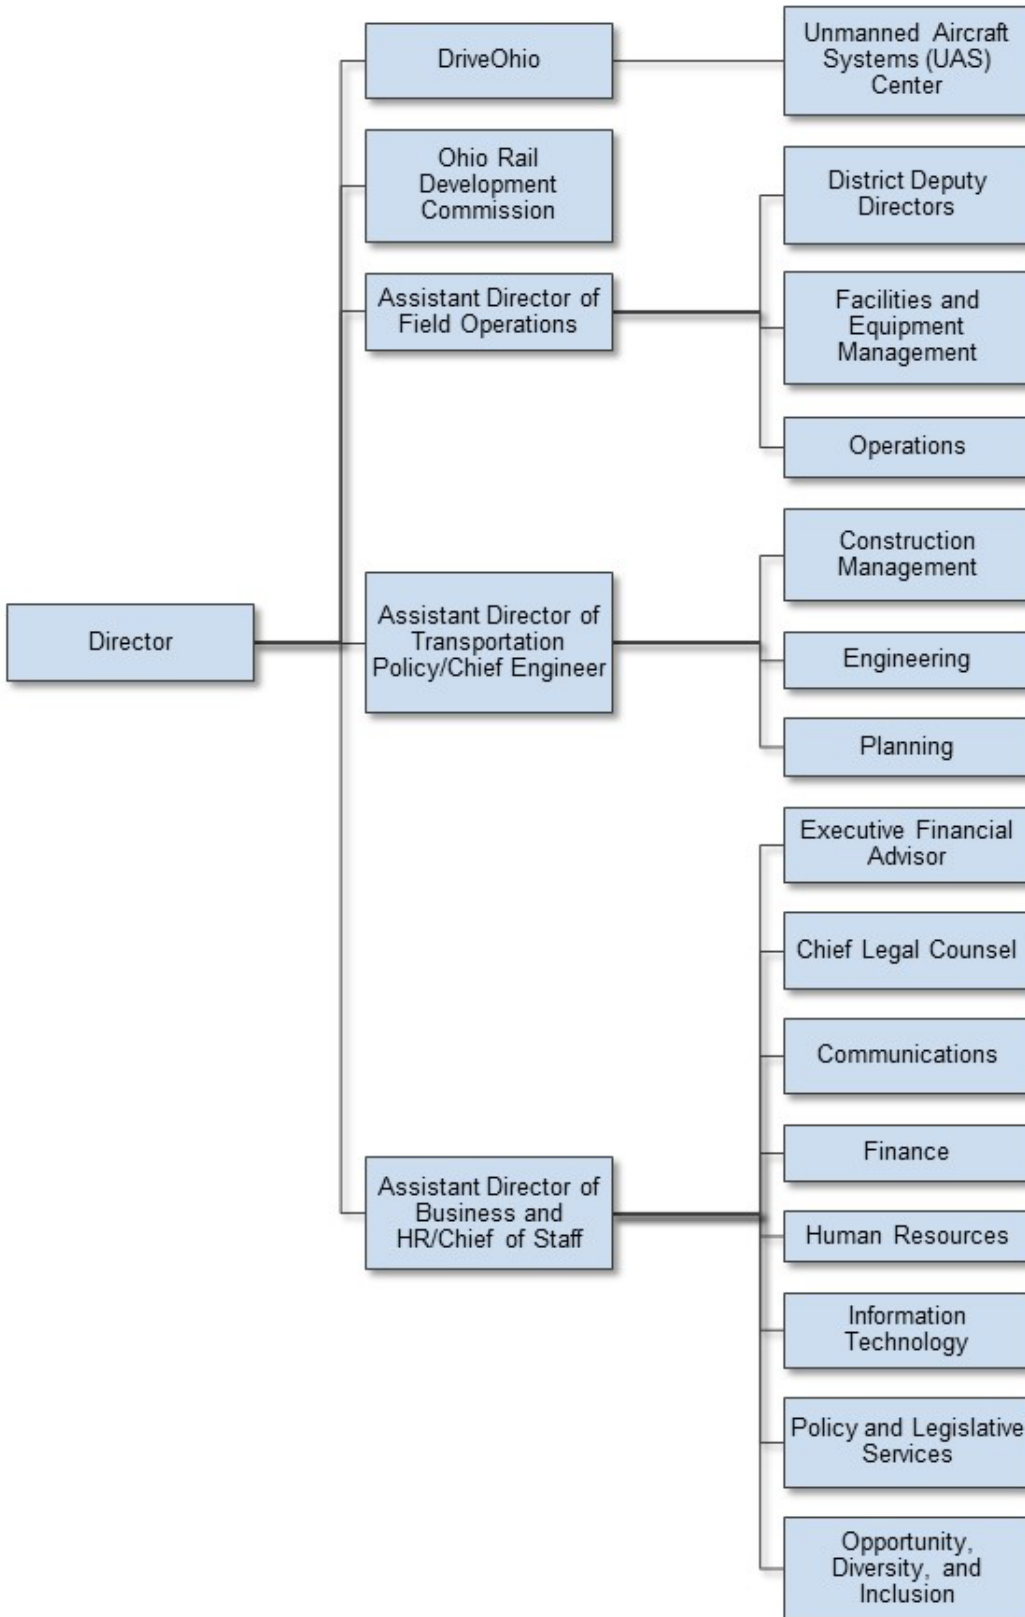 DriveOhio
Unmanned Aircraft
Systems (UAS)
Center
Ohio Rail
Development
Commission
District Deputy
Directors
Assistant Director of
Field Operations
Facilities and
Equipment
Management
Operations
Director
Assistant Director of
Transportation
Policy/Chief Engineer
Construction
Management
Engineering
Planning
Assistant Director of
Business and
HR/Chief of Staff
Executive Financial
Advisor
Chief Legal Counsel
Communications
Finance
Human Resources
Information
Technology
Policy and Legislative
Services
Opportunity,
Diversity, and
Inclusion